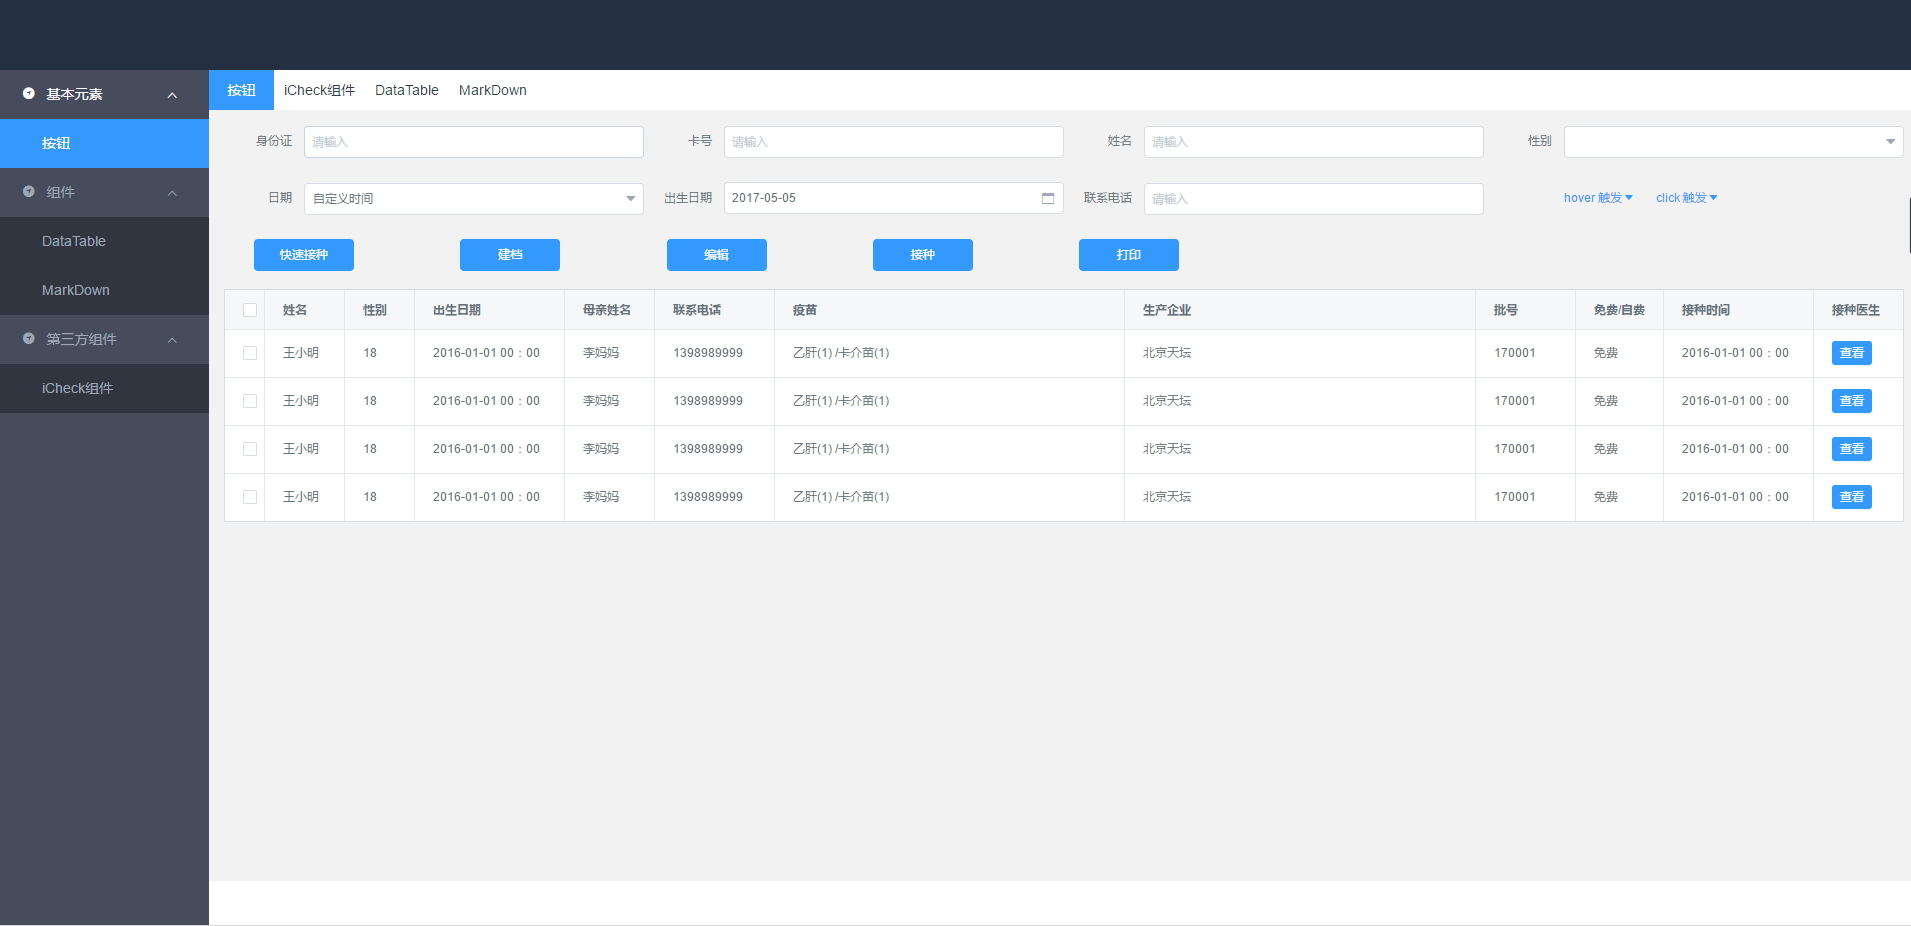 基本元素
按钮
组件
DataTable
MarkDown
第三方组件
iCheck组件
按钮 iCheck组件 DataTable MarkDown
身份证 请输入 卡号 请输入 姓名 请输入 性别
日期 自定义时间 出生日期 2017-05-05 联系电话 请输入 hover 触发 click 触发
快速接种 建档 编辑 接种 打印
姓名 性别 出生日期 母亲姓名 联系电话 疫苗 生产企业 批号 免费/自费 接种时间 接种医生
王小明 18 2016-01-01 00：00 李妈妈 1398989999 乙肝(1) /卡介苗(1) 北京天坛 170001 免费 2016-01-01 00：00 查看
王小明 18 2016-01-01 00：00 李妈妈 1398989999 乙肝(1) /卡介苗(1) 北京天坛 170001 免费 2016-01-01 00：00 查看
王小明 18 2016-01-01 00：00 李妈妈 1398989999 乙肝(1) /卡介苗(1) 北京天坛 170001 免费 2016-01-01 00：00 查看
王小明 18 2016-01-01 00：00 李妈妈 1398989999 乙肝(1) /卡介苗(1) 北京天坛 170001 免费 2016-01-01 00：00 查看